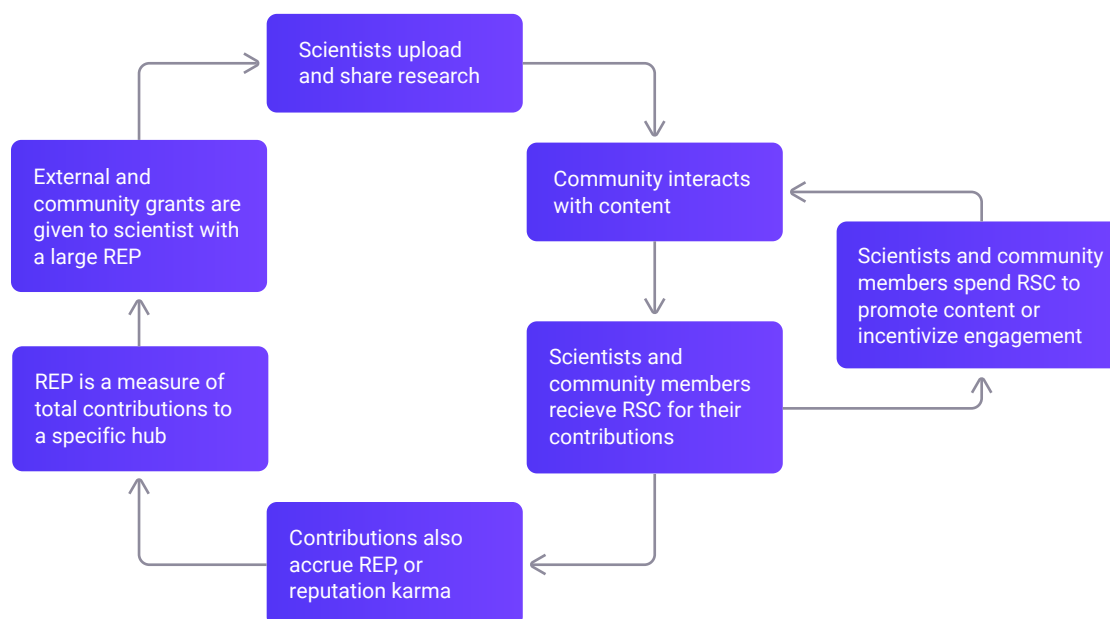 Scientists upload
and share research
Community interacts
with content
Scientists and community
members spend RSC to
promote content or
incentivize engagement
Scientists and
community members
recieve RSC for their
contributions
Contributions also
accrue REP, or
reputation karma
REP is a measure of
total contributions to
a specific hub
External and
community grants are
given to scientist with
a large REP